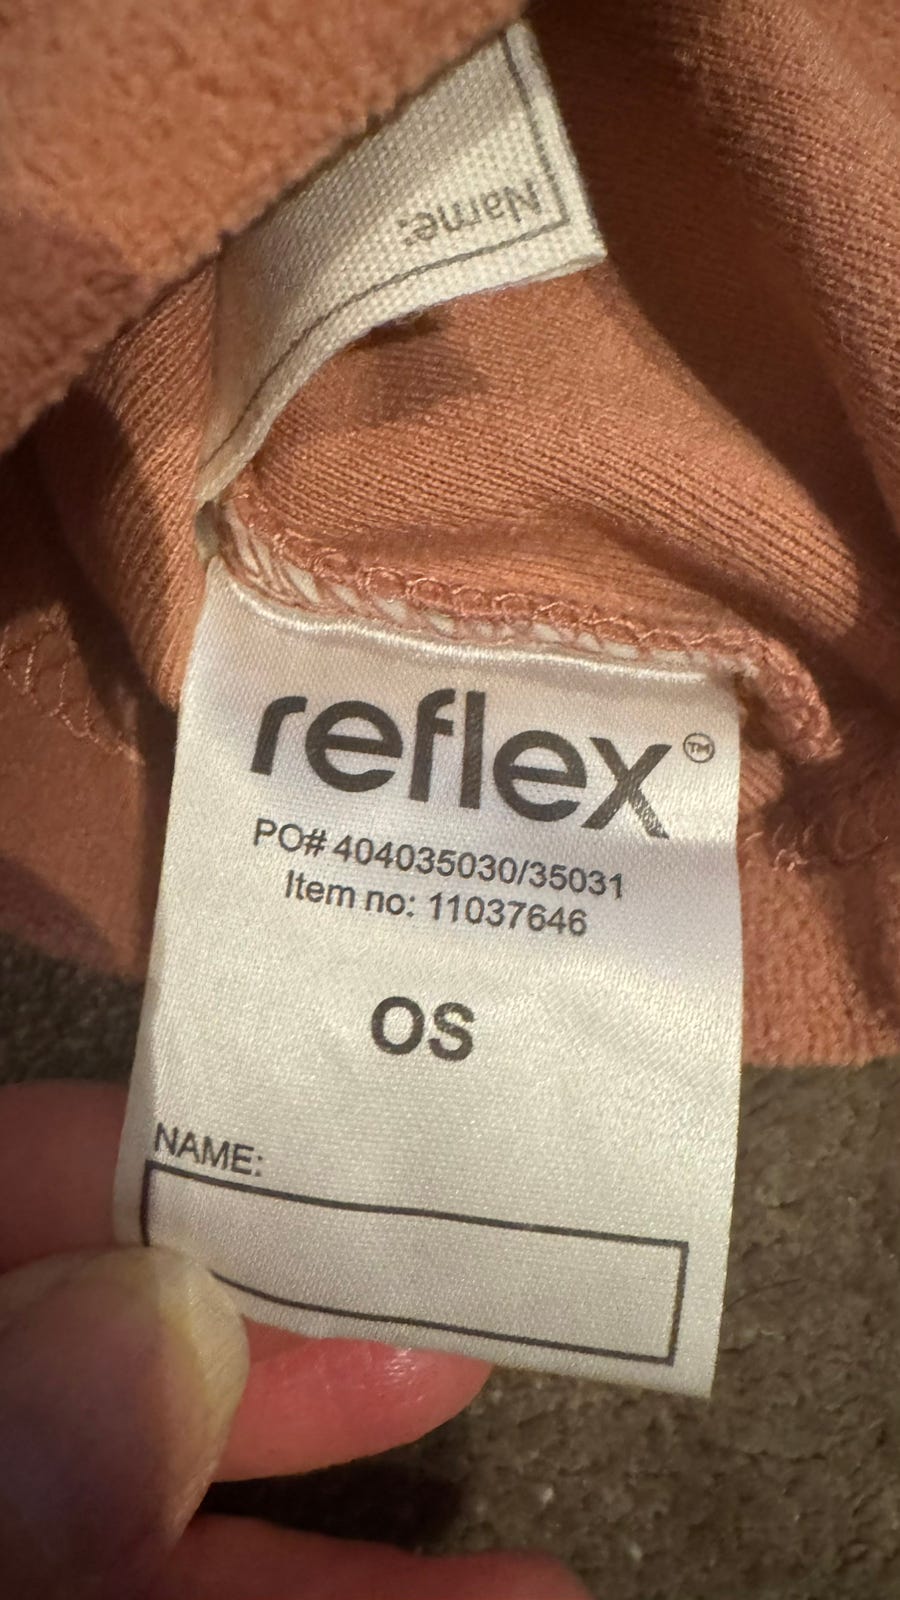 Name:
reflex™
PO# 404035030/35031
Item no: 11037646
OS
NAME: